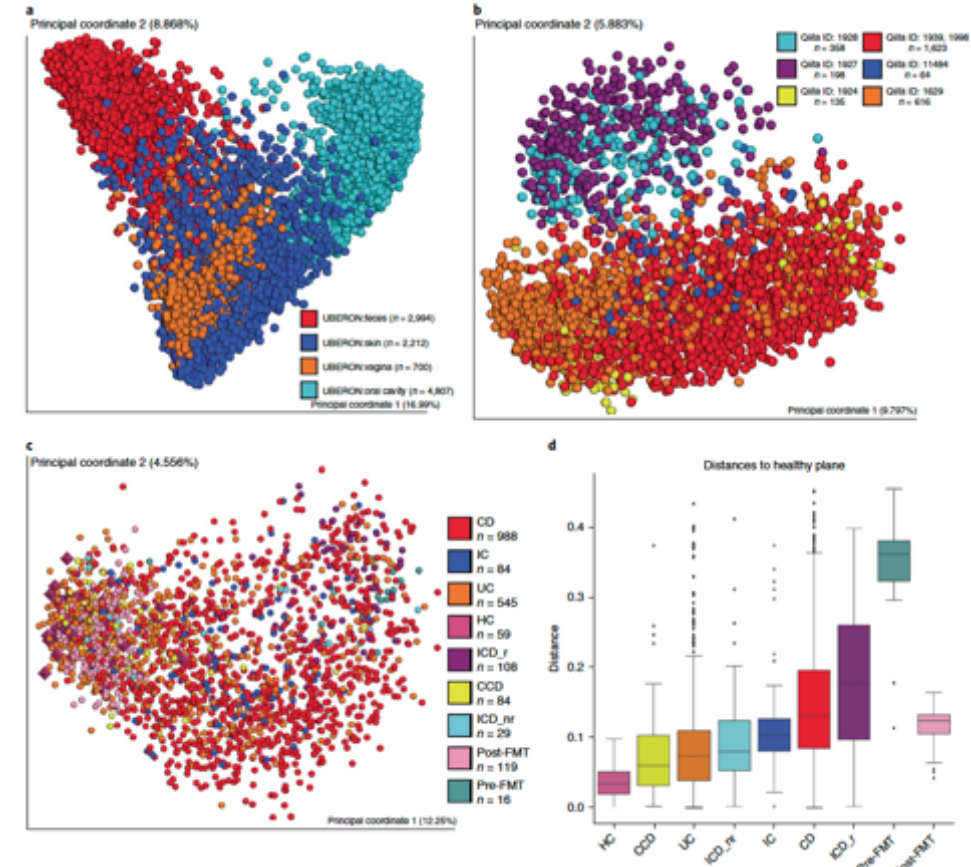 a
Principal coordinate 2 (8.868%)
UBERON:feces (n = 2,994)
UBERON:skin (n = 2,212)
UBERON:vagina (n = 700)
UBERON:oral cavity (n = 4,807)
Principal coordinate 1 (16.99%)
b
Principal coordinate 2 (5.883%)
Qiita ID: 1928
n = 358
Qiita ID: 1939, 1998
n = 1,623
Qiita ID: 1927
n = 198
Qiita ID: 11484
n = 64
Qiita ID: 1924
n = 135
Qiita ID: 1629
n = 616
Principal coordinate 1 (9.797%)
c
Principal coordinate 2 (4.556%)
CD
n = 988
IC
n = 84
UC
n = 545
HC
n = 59
ICD_r
n = 108
CCD
n = 84
ICD_nr
n = 29
Post-FMT
n = 119
Pre-FMT
n = 16
Principal coordinate 1 (12.25%)
d
Distances to healthy plane
Distance
0.4
0.3
0.2
0.1
0.0
HC
CCD
UC
ICD_nr
IC
CD
ICD_r
Pre-FMT
Post-FMT